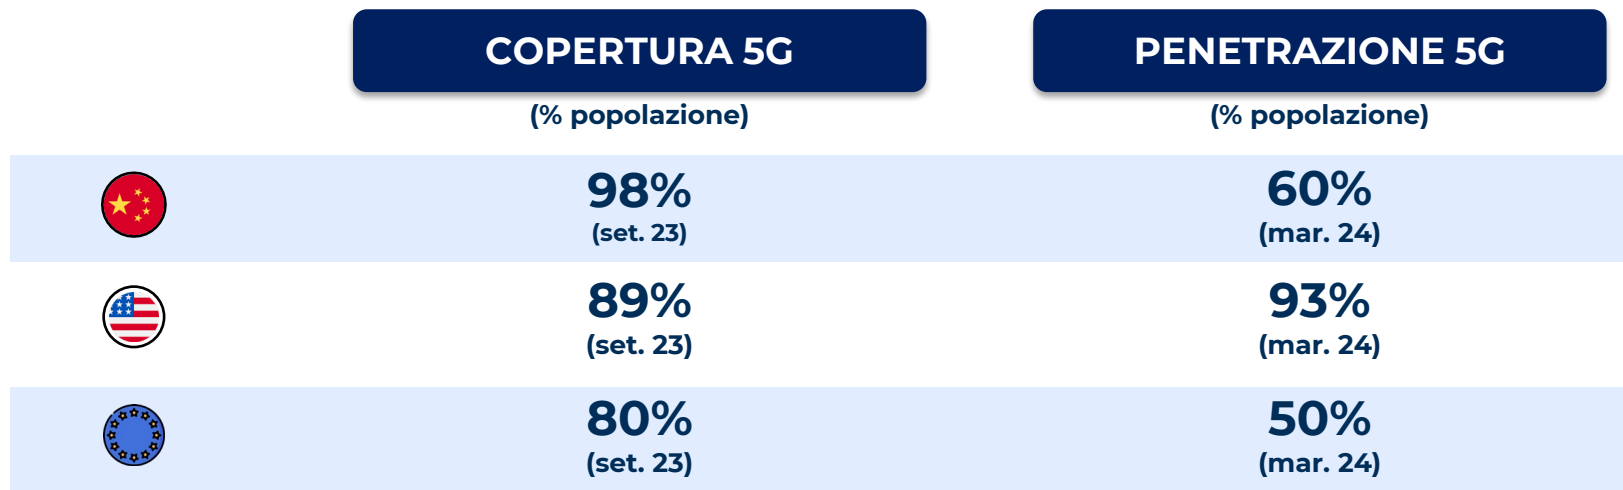 COPERTURA 5G
PENETRAZIONE 5G
(% popolazione)
(% popolazione)
98%
60%
(set. 23)
(mar. 24)
89%
93%
(set. 23)
(mar. 24)
80%
50%
(set. 23)
(mar. 24)